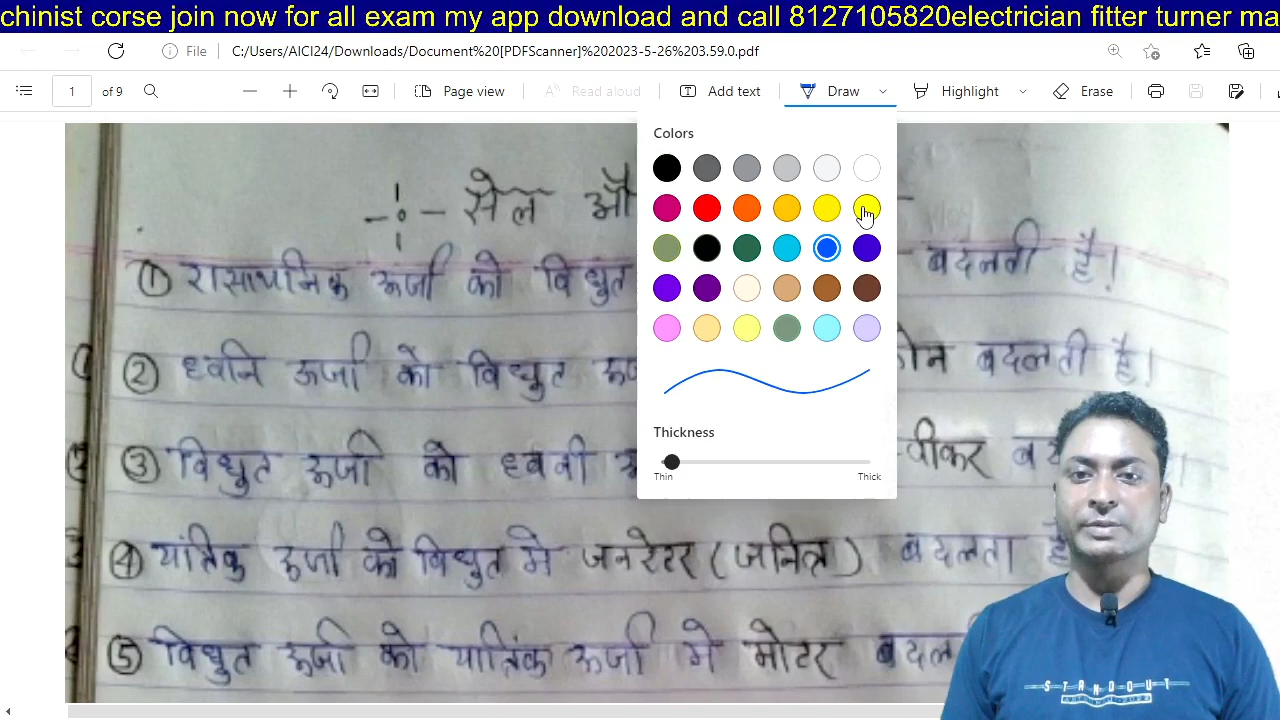 chinist corse join now for all exam my app download and call 8127105820electrician fitter turner ma
File C:/Users/AICI24/Downloads/Document%20[PDFScanner]%202023-5-26%203.59.0.pdf
1 of 9 Page view Read aloud Add text Draw Highlight Erase
Colors
Thickness
Thin Thick
सेल औ
① रासायनिक ऊर्जा को विधुत बदलती है।
② ध्वनि ऊर्जा को विधुत ऊ ोन बदलती है।
③ विधुत ऊर्जा को ध्वनी वीकर ब
④ यांत्रिक ऊर्जा को विधुत मे जनरेटर (जनित्र) बदलता है
⑤ विधुत ऊर्जा को यात्रिंक ऊर्जा मे मोटर बदल
STANDOUT